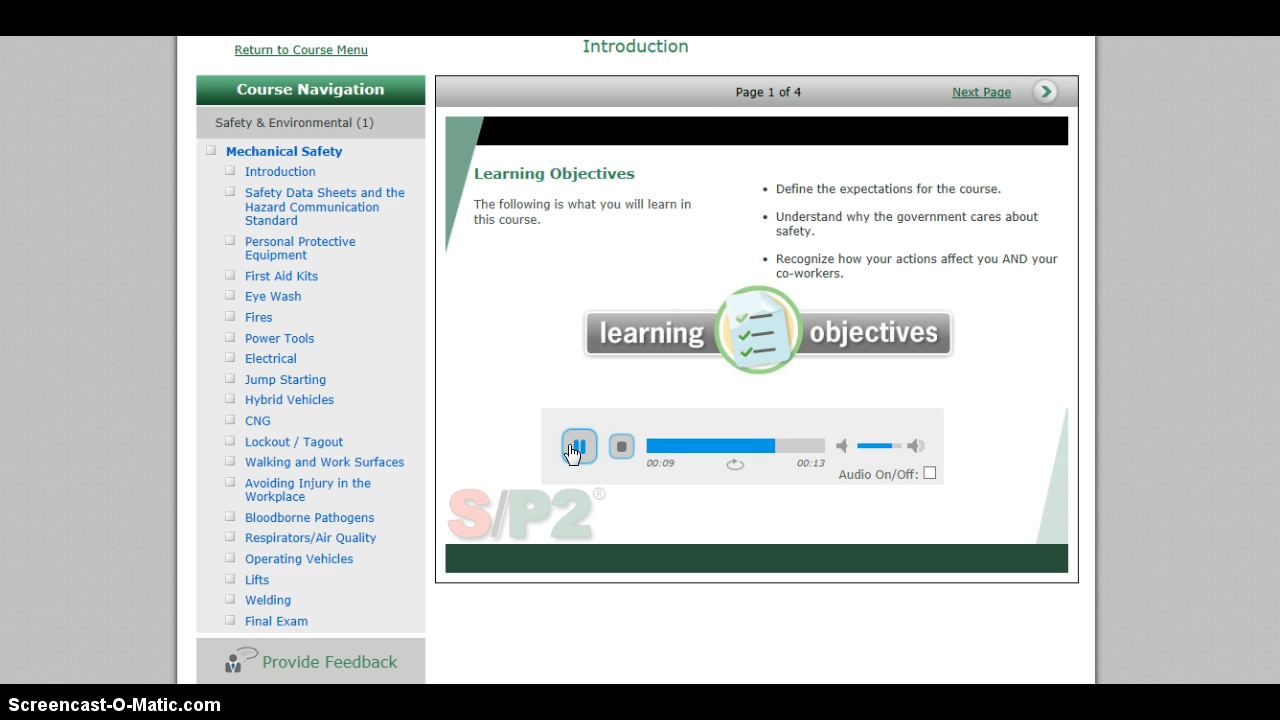 Return to Course Menu
Introduction
Course Navigation
Safety & Environmental (1)
Mechanical Safety
Introduction
Safety Data Sheets and the
Hazard Communication
Standard
Personal Protective
Equipment
First Aid Kits
Eye Wash
Fires
Power Tools
Electrical
Jump Starting
Hybrid Vehicles
CNG
Lockout / Tagout
Walking and Work Surfaces
Avoiding Injury in the
Workplace
Bloodborne Pathogens
Respirators/Air Quality
Operating Vehicles
Lifts
Welding
Final Exam
Provide Feedback
Page 1 of 4
Next Page
Learning Objectives
The following is what you will learn in
this course.
• Define the expectations for the course.
• Understand why the government cares about
safety.
• Recognize how your actions affect you AND your
co-workers.
learning objectives
00:09
00:13
Audio On/Off:
S/P2®
Screencast-O-Matic.com